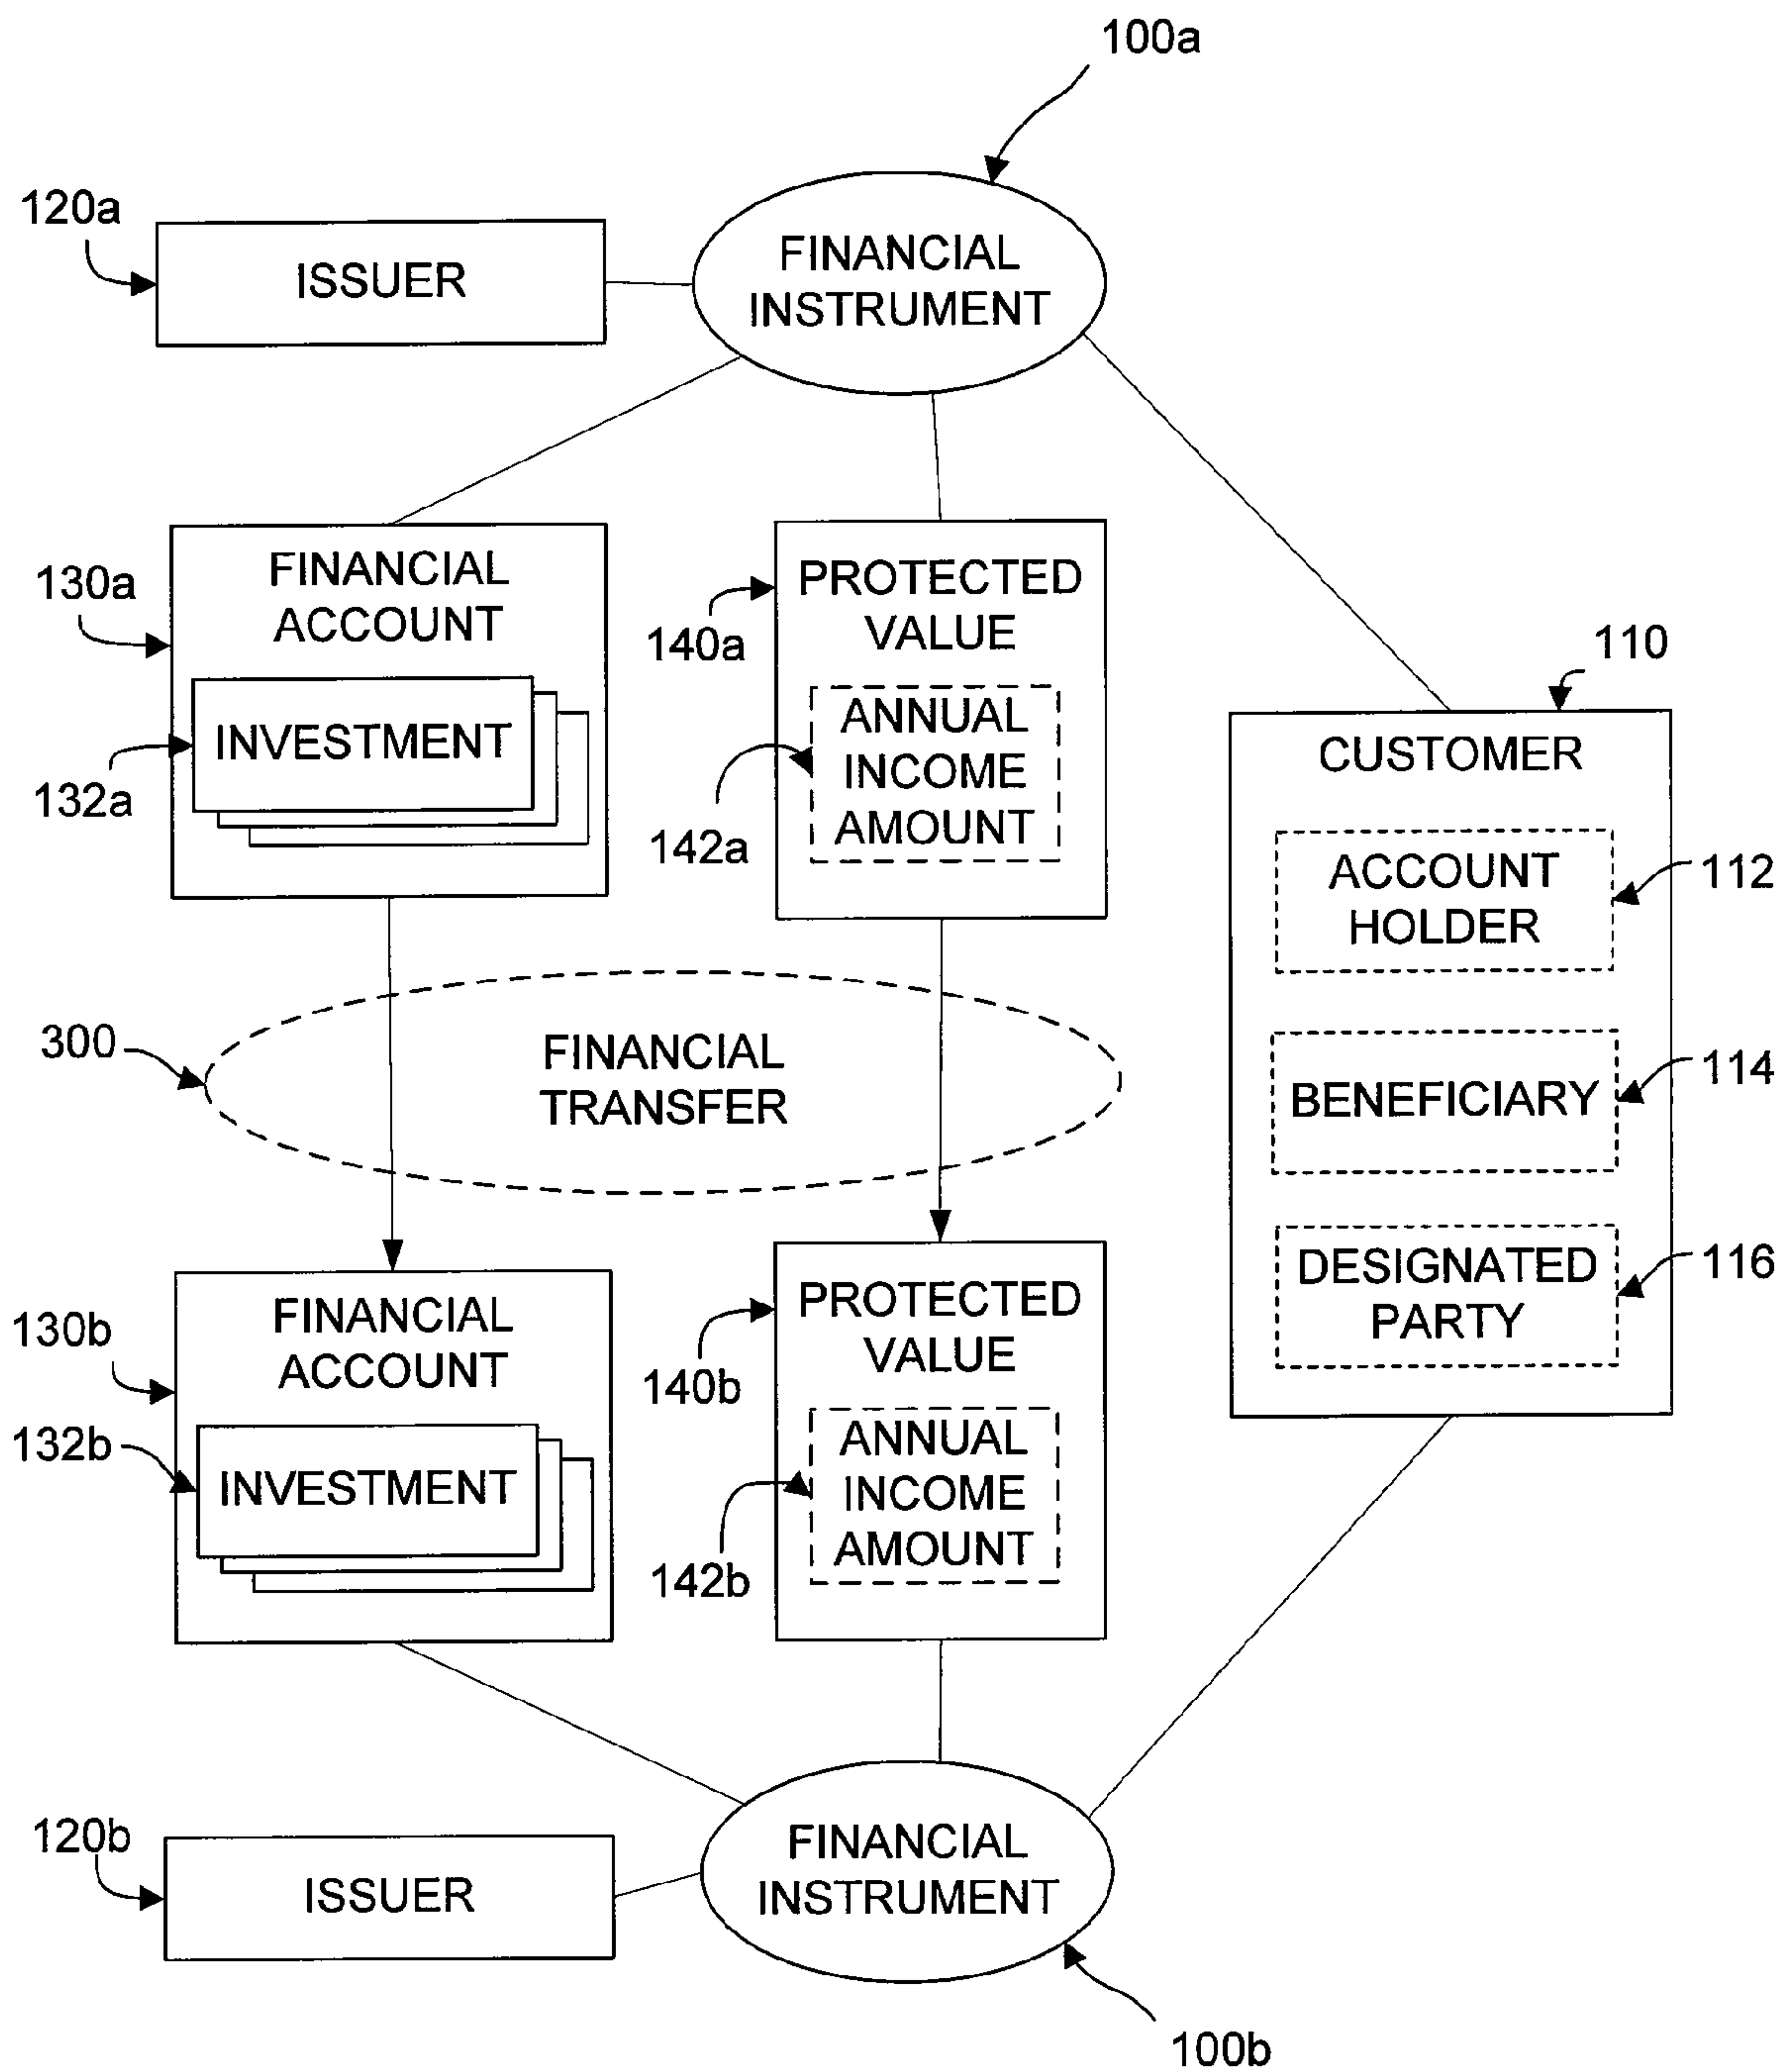 100a
120a
ISSUER
FINANCIAL
INSTRUMENT
130a
FINANCIAL
ACCOUNT
132a
INVESTMENT
140a
PROTECTED
VALUE
142a
ANNUAL
INCOME
AMOUNT
110
CUSTOMER
ACCOUNT
HOLDER
112
BENEFICIARY
114
DESIGNATED
PARTY
116
300
FINANCIAL
TRANSFER
130b
FINANCIAL
ACCOUNT
132b
INVESTMENT
140b
PROTECTED
VALUE
142b
ANNUAL
INCOME
AMOUNT
120b
ISSUER
FINANCIAL
INSTRUMENT
100b